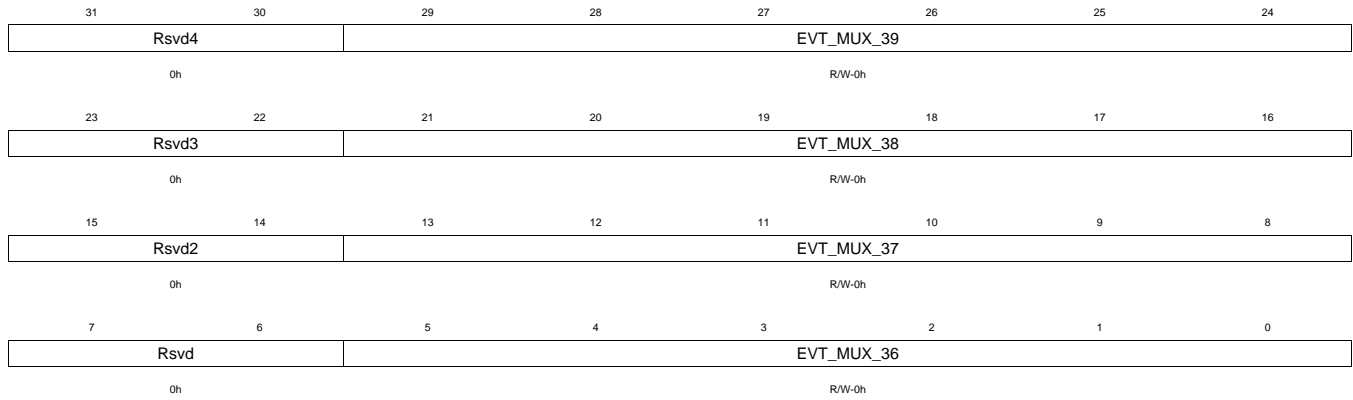 31 30 29 28 27 26 25 24
Rsvd4 EVT_MUX_39
0h R/W-0h
23 22 21 20 19 18 17 16
Rsvd3 EVT_MUX_38
0h R/W-0h
15 14 13 12 11 10 9 8
Rsvd2 EVT_MUX_37
0h R/W-0h
7 6 5 4 3 2 1 0
Rsvd EVT_MUX_36
0h R/W-0h